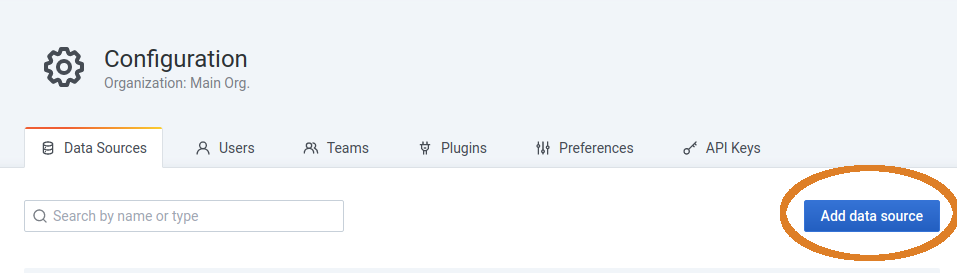 Configuration
Organization: Main Org.
Data Sources Users Teams Plugins Preferences API Keys
Search by name or type Add data source